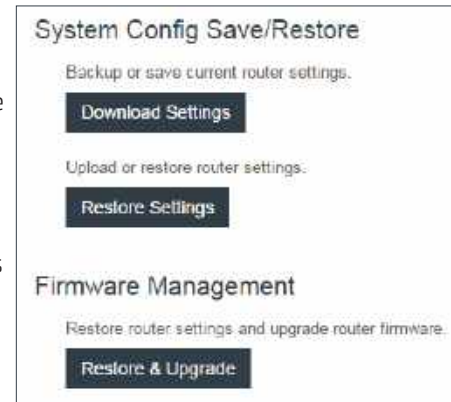 System Config Save/Restore
Backup or save current router settings.
Download Settings
Upload or restore router settings.
Restore Settings
Firmware Management
Restore router settings and upgrade router firmware.
Restore & Upgrade